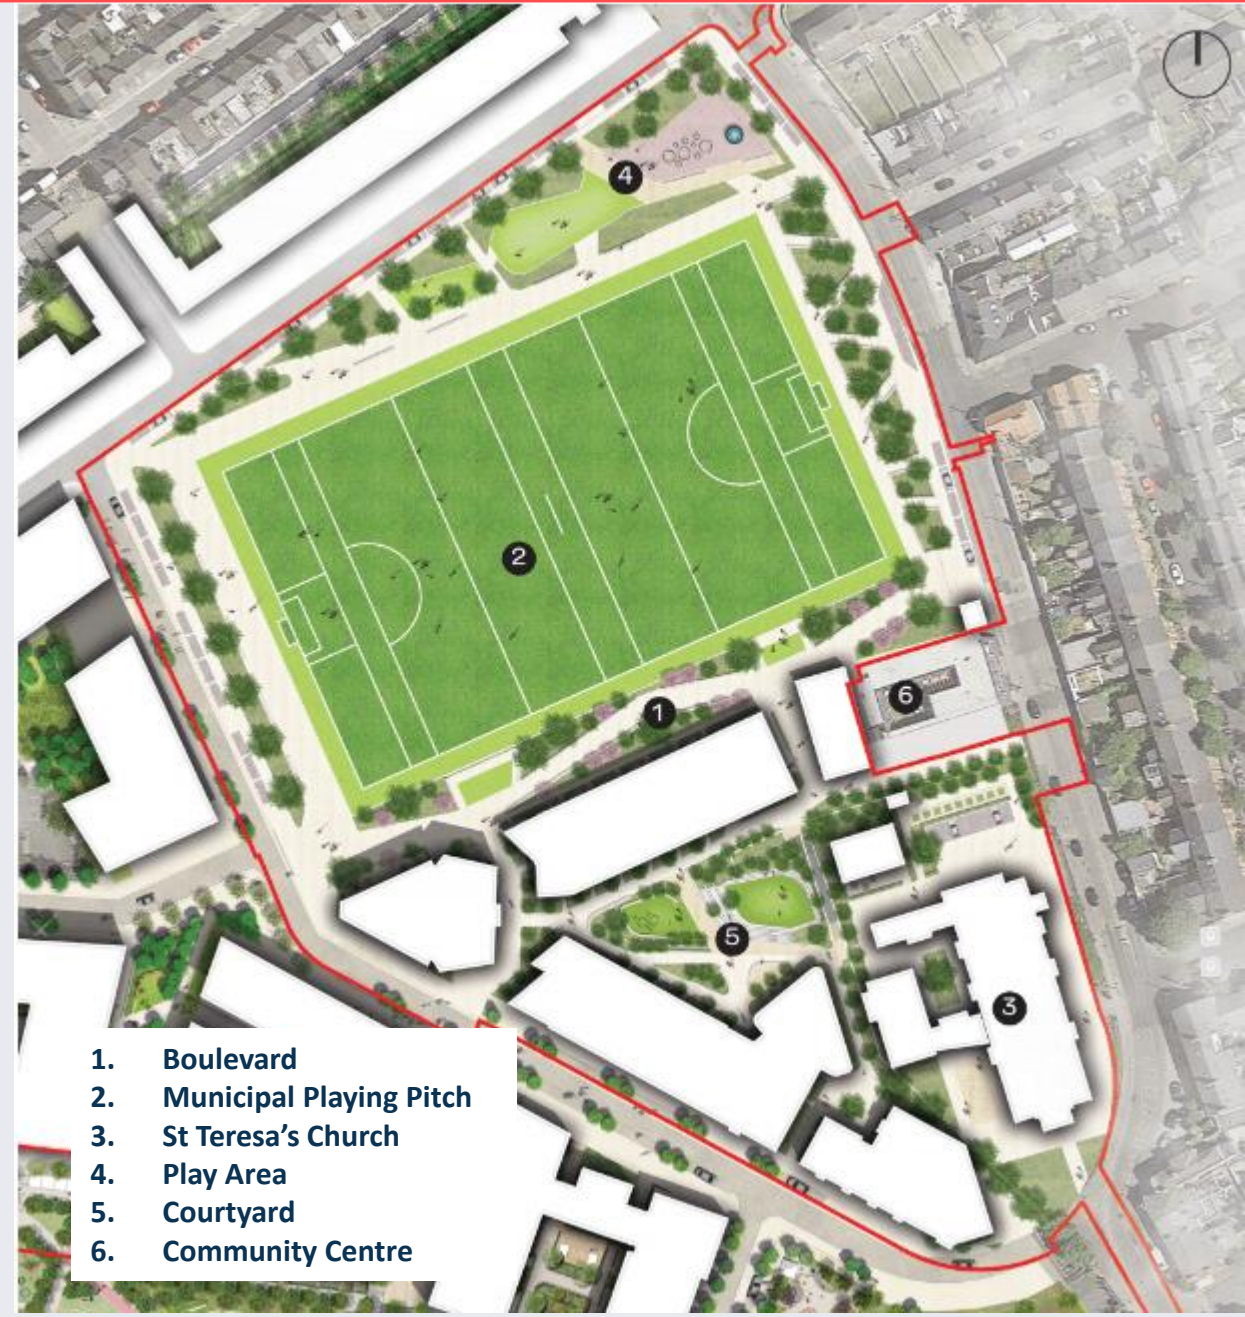 4
2
1
6
5
3
1. Boulevard
2. Municipal Playing Pitch
3. St Teresa’s Church
4. Play Area
5. Courtyard
6. Community Centre